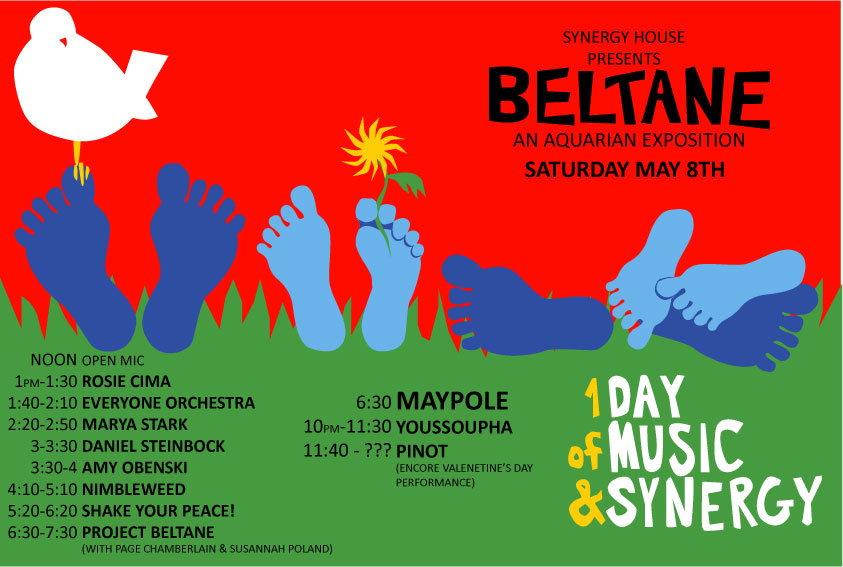 SYNERGY HOUSE
PRESENTS
BELTANE
AN AQUARIAN EXPOSITION
SATURDAY MAY 8TH
NOON OPEN MIC
1PM-1:30 ROSIE CIMA
1:40-2:10 EVERYONE ORCHESTRA
2:20-2:50 MARYA STARK
3-3:30 DANIEL STEINBOCK
3:30-4 AMY OBENSKI
4:10-5:10 NIMBLEWEED
5:20-6:20 SHAKE YOUR PEACE!
6:30-7:30 PROJECT BELTANE
(WITH PAGE CHAMBERLAIN & SUSANNAH POLAND)
6:30 MAYPOLE
10PM-11:30 YOUSSOUPHA
11:40 - ??? PINOT
(ENCORE VALENETINE'S DAY
PERFORMANCE)
1 DAY
of MUSIC
& SYNERGY